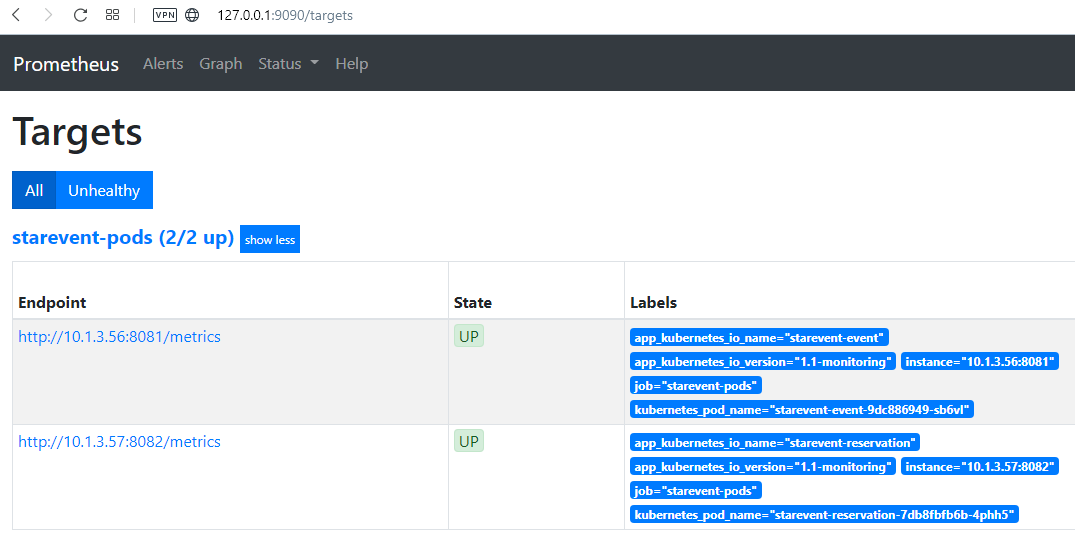 VPN 127.0.0.1:9090/targets
Prometheus Alerts Graph Status Help
Targets
All Unhealthy
starevent-pods (2/2 up) show less
Endpoint State Labels
http://10.1.3.56:8081/metrics UP app_kubernetes_io_name="starevent-event"
app_kubernetes_io_version="1.1-monitoring" instance="10.1.3.56:8081"
job="starevent-pods"
kubernetes_pod_name="starevent-event-9dc886949-sb6vl"
http://10.1.3.57:8082/metrics UP app_kubernetes_io_name="starevent-reservation"
app_kubernetes_io_version="1.1-monitoring" instance="10.1.3.57:8082"
job="starevent-pods"
kubernetes_pod_name="starevent-reservation-7db8fbfb6b-4phh5"